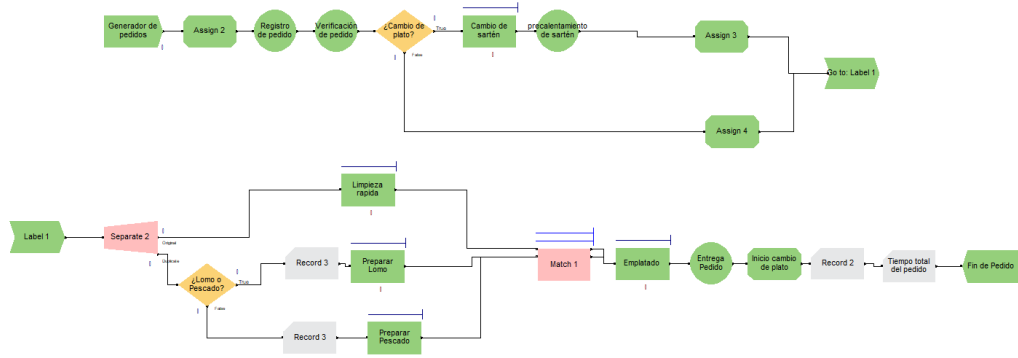 Generador de
pedidos
Assign 2
Registro
de pedido
Verificación
de pedido
¿Cambio de
plato?
True
False
Cambio de
sartén
precalentamiento
de sartén
Assign 3
Go to: Label 1
Assign 4
Label 1
Separate 2
Original
Duplicate
Limpieza
rapida
¿Lomo o
Pescado?
True
False
Record 3
Preparar
Lomo
Record 3
Preparar
Pescado
Match 1
Emplatado
Entrega
Pedido
Inicio cambio
de plato
Record 2
Tiempo total
del pedido
Fin de Pedido